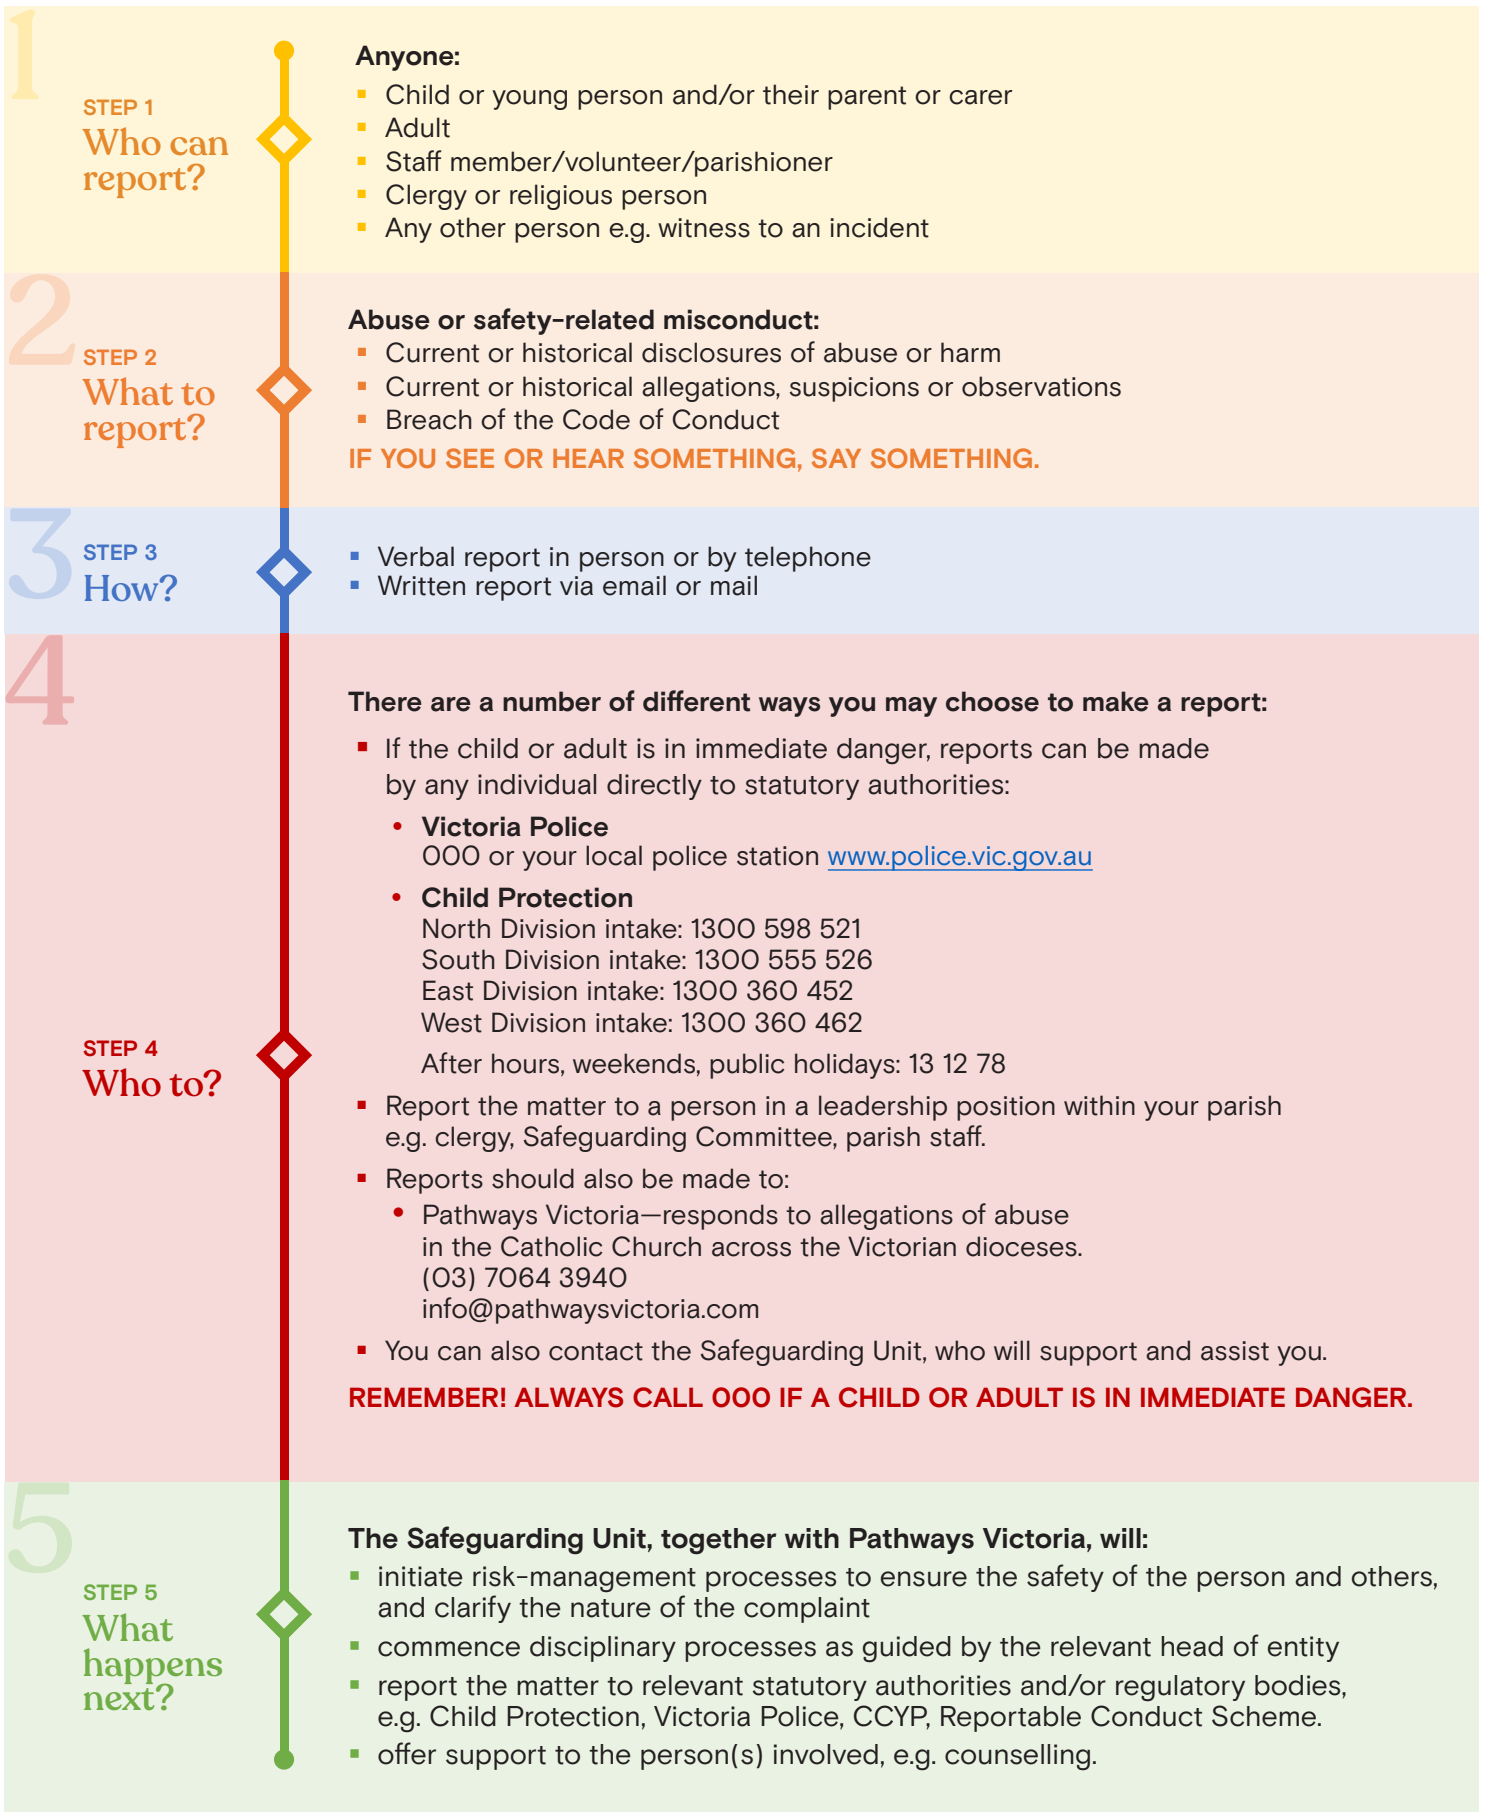 1
STEP 1
Who can
report?
Anyone:
▪ Child or young person and/or their parent or carer
▪ Adult
▪ Staff member/volunteer/parishioner
▪ Clergy or religious person
▪ Any other person e.g. witness to an incident
2
STEP 2
What to
report?
Abuse or safety-related misconduct:
▪ Current or historical disclosures of abuse or harm
▪ Current or historical allegations, suspicions or observations
▪ Breach of the Code of Conduct
IF YOU SEE OR HEAR SOMETHING, SAY SOMETHING.
3
STEP 3
How?
▪ Verbal report in person or by telephone
▪ Written report via email or mail
4
STEP 4
Who to?
There are a number of different ways you may choose to make a report:
▪ If the child or adult is in immediate danger, reports can be made
by any individual directly to statutory authorities:
• Victoria Police
000 or your local police station www.police.vic.gov.au
• Child Protection
North Division intake: 1300 598 521
South Division intake: 1300 555 526
East Division intake: 1300 360 452
West Division intake: 1300 360 462
After hours, weekends, public holidays: 13 12 78
▪ Report the matter to a person in a leadership position within your parish
e.g. clergy, Safeguarding Committee, parish staff.
▪ Reports should also be made to:
• Pathways Victoria—responds to allegations of abuse
in the Catholic Church across the Victorian dioceses.
(03) 7064 3940
info@pathwaysvictoria.com
▪ You can also contact the Safeguarding Unit, who will support and assist you.
REMEMBER! ALWAYS CALL 000 IF A CHILD OR ADULT IS IN IMMEDIATE DANGER.
5
STEP 5
What
happens
next?
The Safeguarding Unit, together with Pathways Victoria, will:
▪ initiate risk-management processes to ensure the safety of the person and others,
and clarify the nature of the complaint
▪ commence disciplinary processes as guided by the relevant head of entity
▪ report the matter to relevant statutory authorities and/or regulatory bodies,
e.g. Child Protection, Victoria Police, CCYP, Reportable Conduct Scheme.
▪ offer support to the person(s) involved, e.g. counselling.